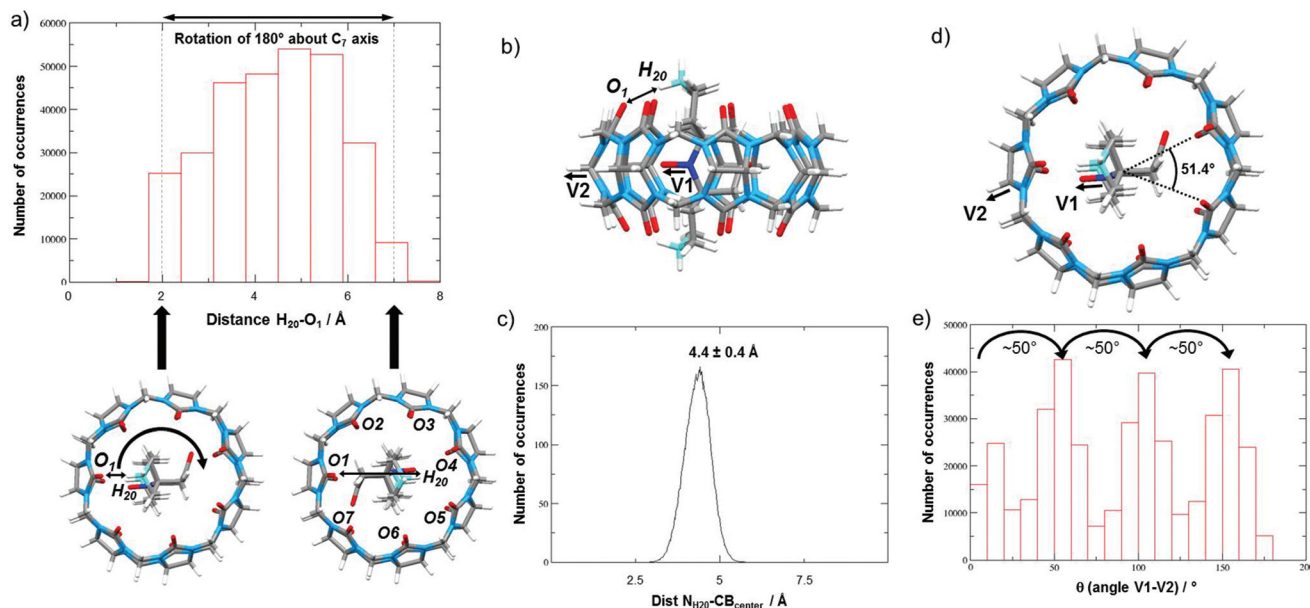 a)
60000
50000
40000
30000
20000
10000
0
Number of occurrences
Rotation of 180° about C7 axis
0 2 4 6 8
Distance H20-O1 / Å
O1
H20
O1
O2
O3
O4
O5
O6
O7
H20
b)
O1
H20
V2
V1
c)
200
150
100
50
0
Number of occurrences
4.4 ± 0.4 Å
2.5 5 7.5
Dist NH20-CBcenter / Å
d)
51.4°
V2
V1
e)
50000
40000
30000
20000
10000
0
Number of occurrences
~50° ~50° ~50°
0 50 100 150 200
θ (angle V1-V2) / °